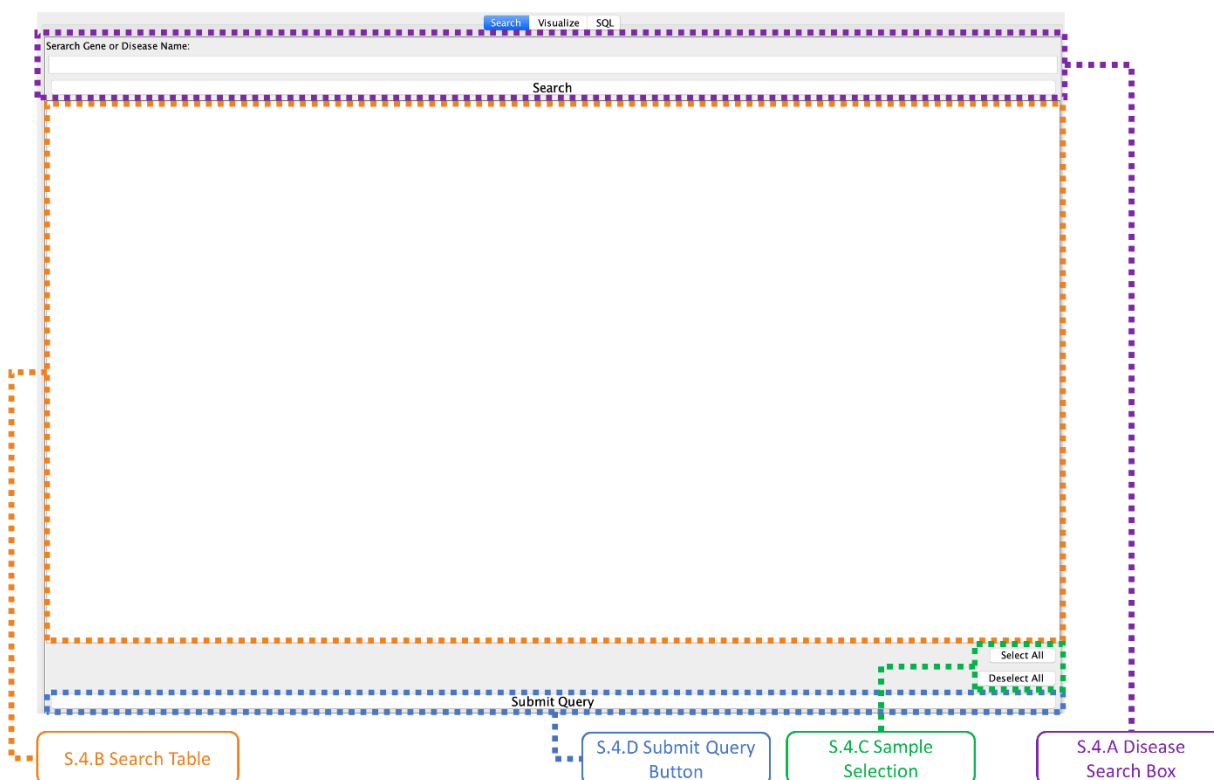 Search Visualize SQL
Serarch Gene or Disease Name:
Search
Select All
Deselect All
Submit Query
S.4.B Search Table
S.4.D Submit Query
Button
S.4.C Sample
Selection
S.4.A Disease
Search Box